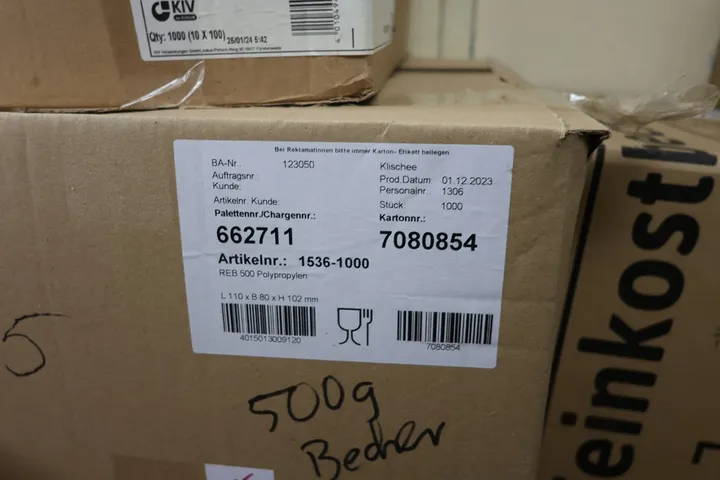 KIV
Qty: 1000 (10 X 100)
25/01/24 5:42
Bei Reklamatinnen bitte immer Karton- Etikett beilegen
BA-Nr.: 123050
Klischee
Auftragsnr.
Prod.Datum 01.12.2023
Kunde:
Personalnr.: 1306
Artikelnr. Kunde:
Stück 1000
Palettennr./Chargennr.:
Kartonnr.:
662711
7080854
Artikelnr.: 1536-1000
REB 500 Polypropylen
L 110 x B 80 x H 102 mm
4015013009120
7080854
5
500g
Becher
einkost